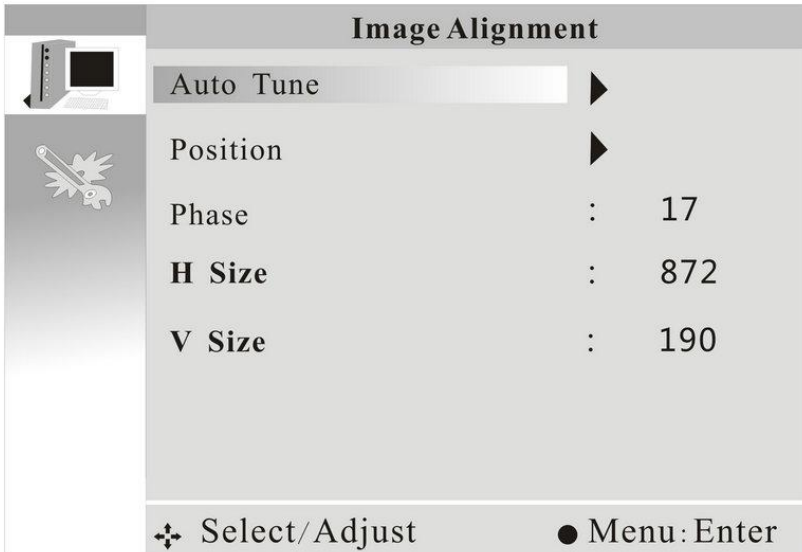 Image Alignment
Auto Tune
Position
Phase : 17
H Size : 872
V Size : 190
Select/Adjust Menu:Enter